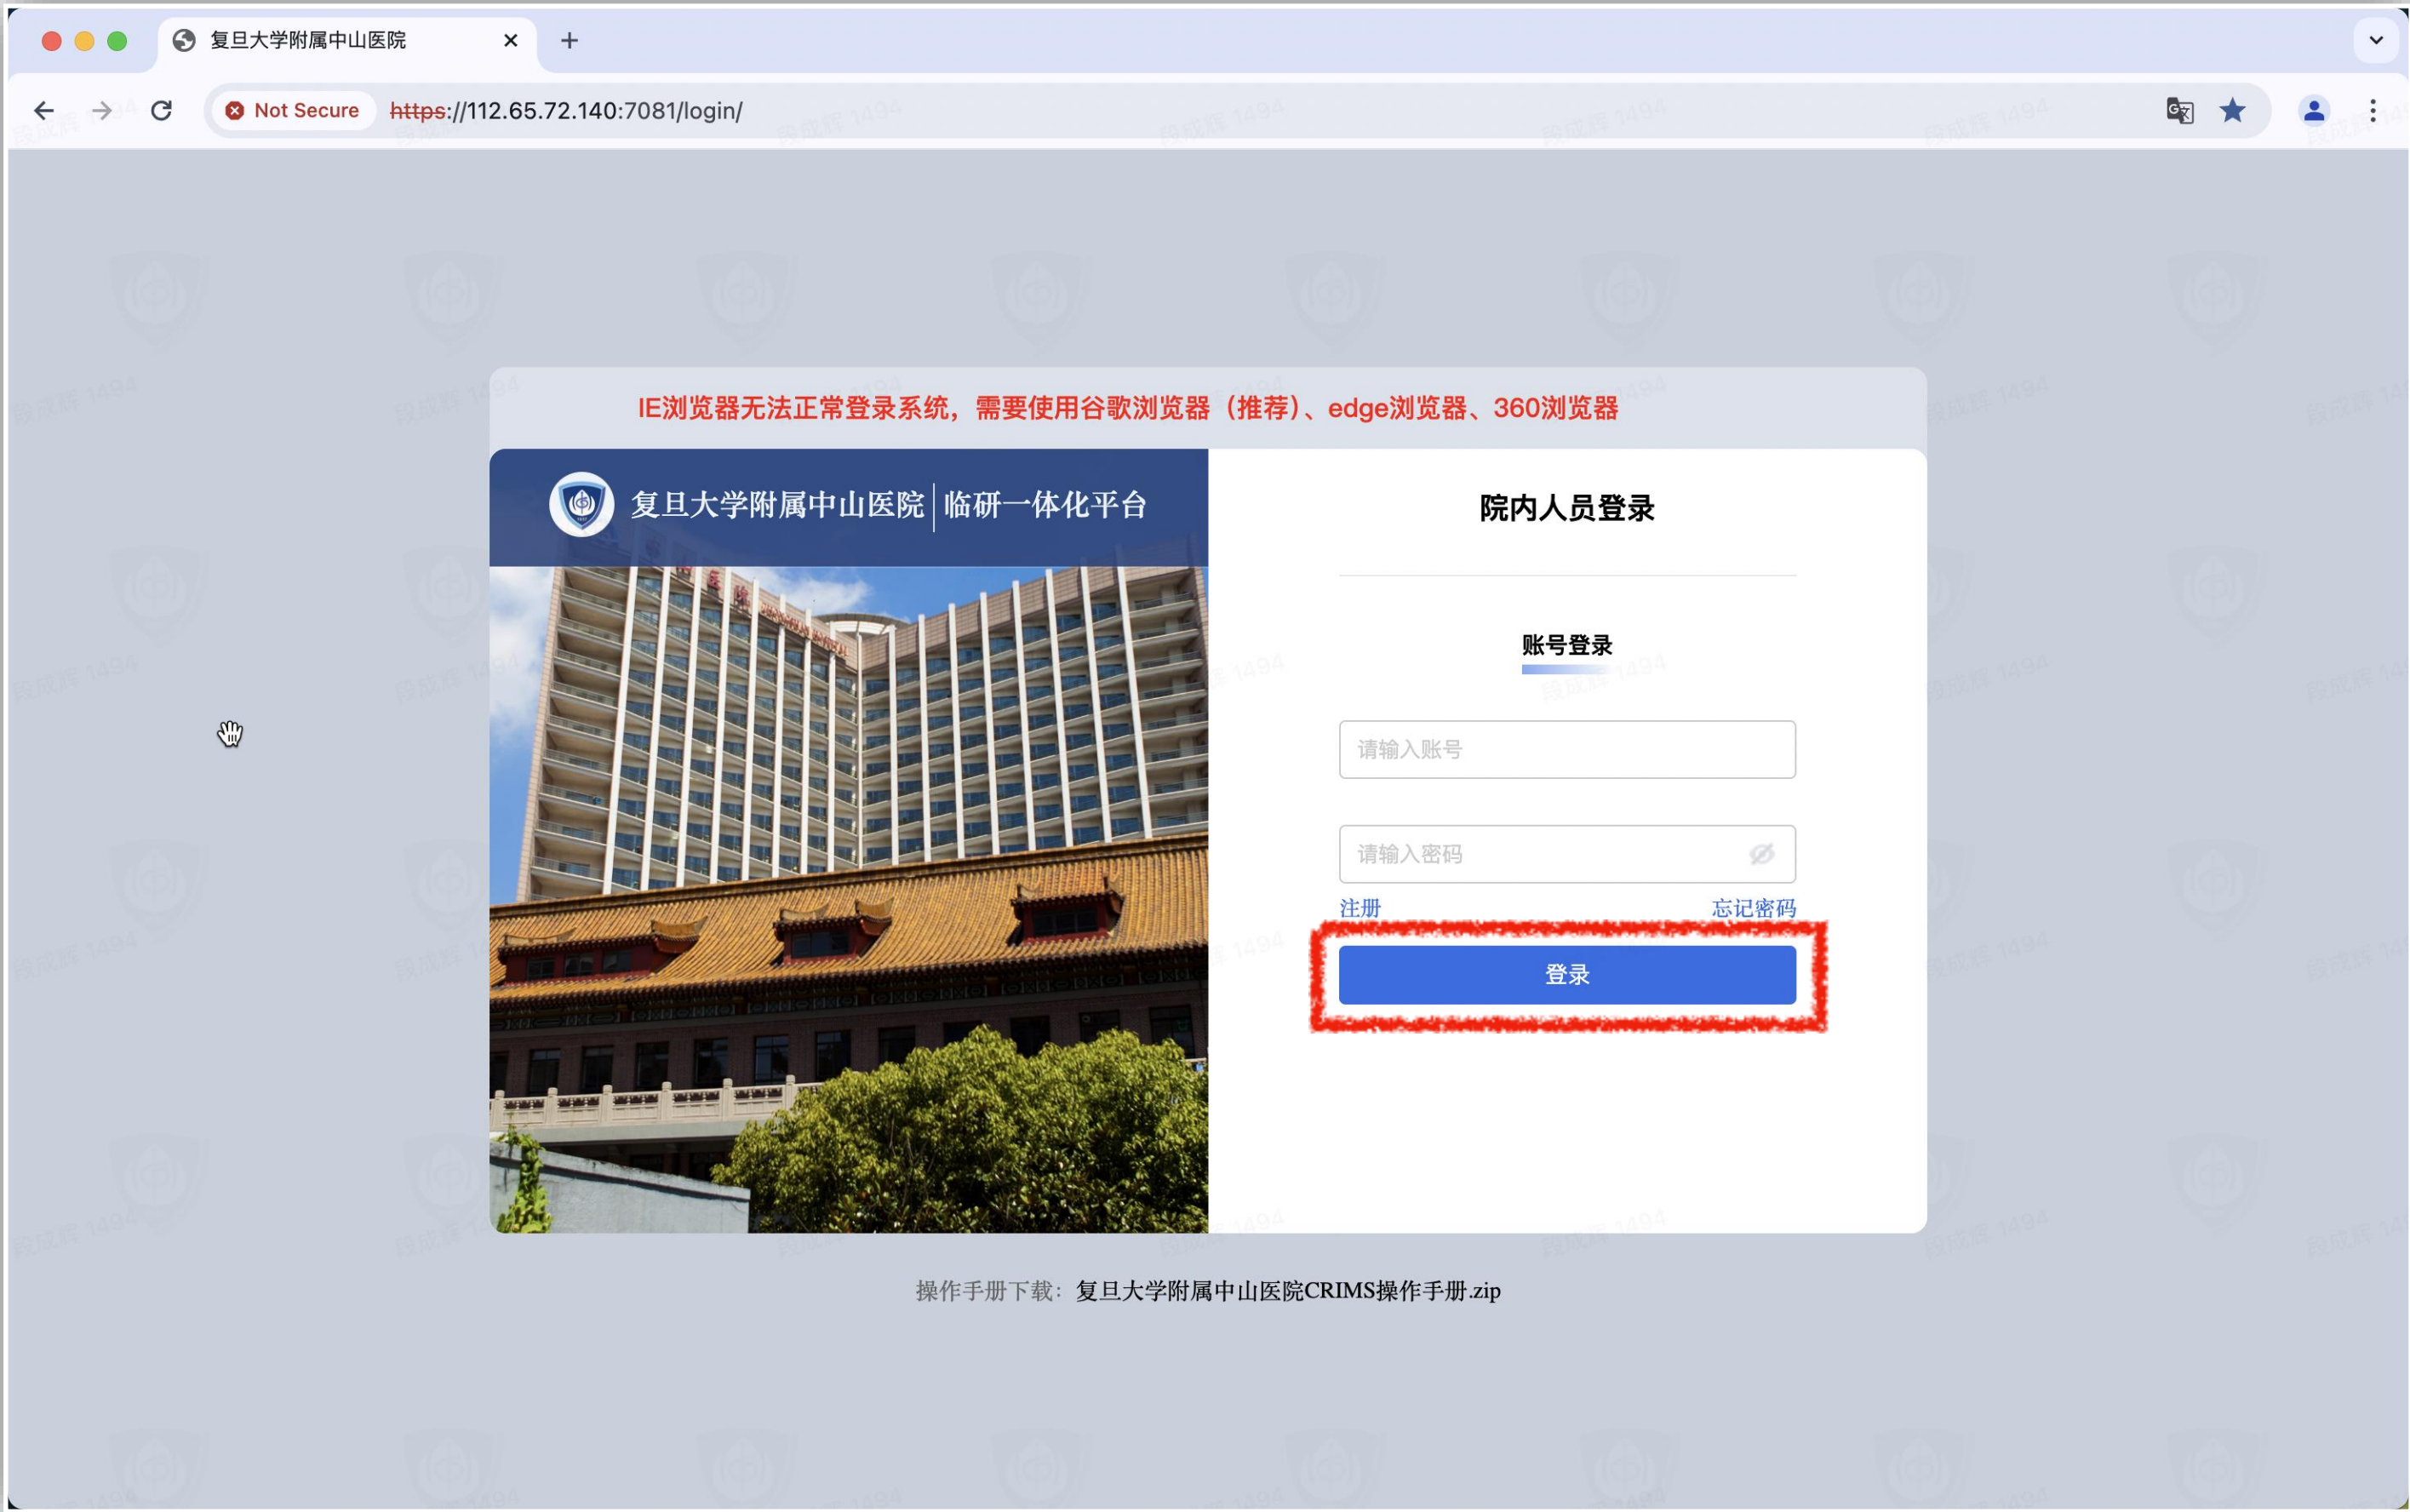 复旦大学附属中山医院
Not Secure https://112.65.72.140:7081/login/
IE浏览器无法正常登录系统，需要使用谷歌浏览器（推荐）、edge浏览器、360浏览器
复旦大学附属中山医院 临研一体化平台
院内人员登录
账号登录
请输入账号
请输入密码
注册 忘记密码
登录
操作手册下载：复旦大学附属中山医院CRIMS操作手册.zip
段成辉 1494